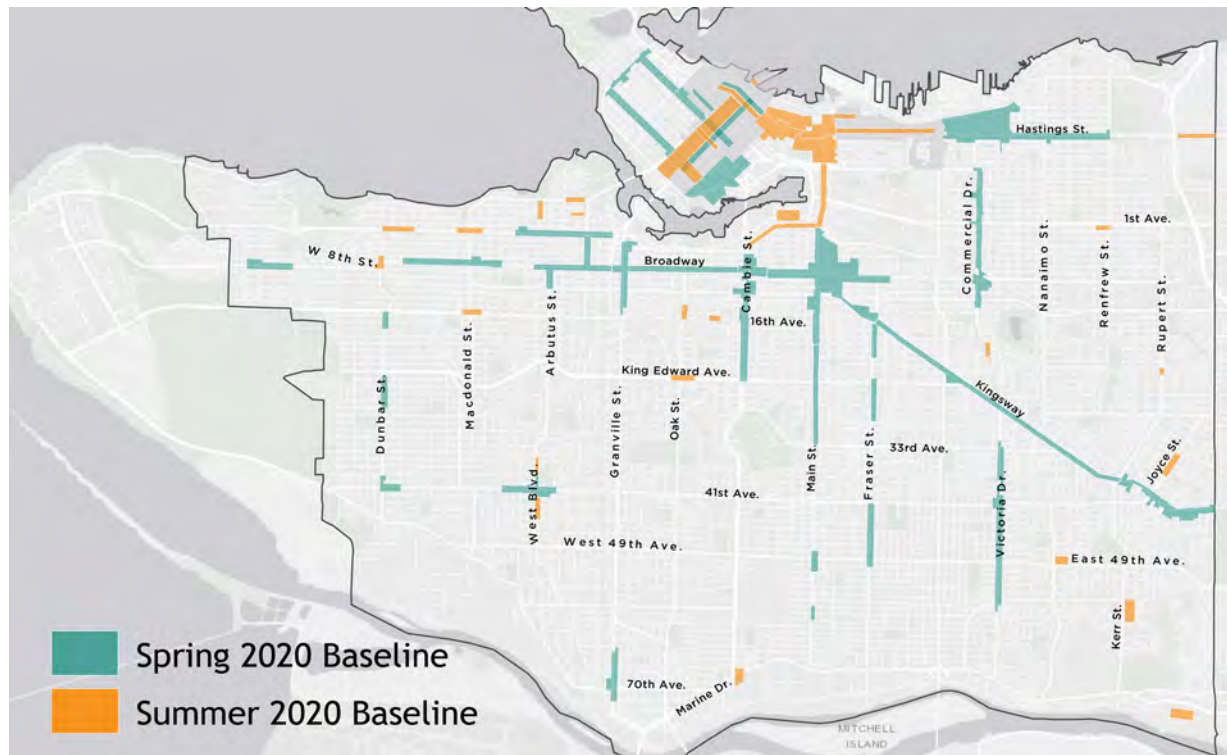 Hastings St.
Commercial Dr.
1st Ave.
Nanaimo St.
Renfrew St.
Rupert St.
W 8th St.
Broadway
Cambie St.
Arbutus St.
Macdonald St.
16th Ave.
King Edward Ave.
Dunbar St.
Granville St.
Oak St.
Kingsway
Main St.
Fraser St.
33rd Ave.
Joyce St.
West Blvd.
41st Ave.
Victoria Dr.
West 49th Ave.
East 49th Ave.
Kerr St.
Spring 2020 Baseline
70th Ave.
Marine Dr.
Summer 2020 Baseline
MITCHELL
ISLAND